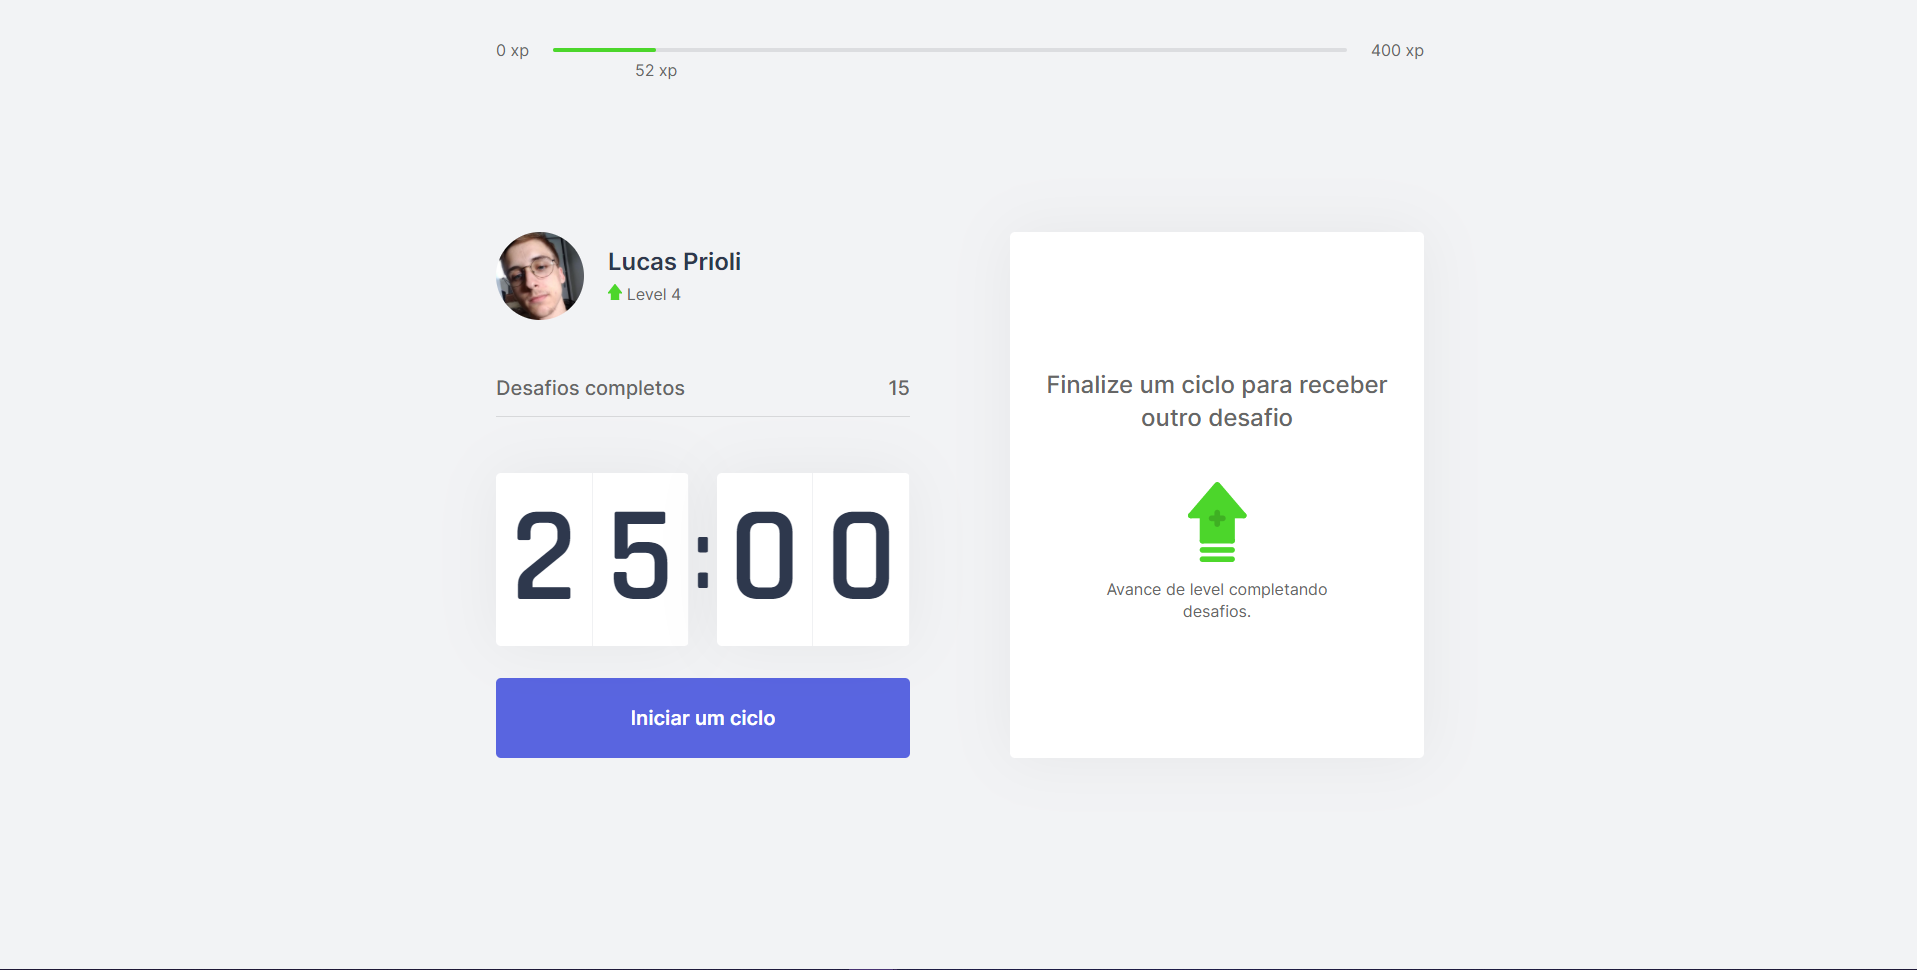 0 xp
400 xp
52 xp
Lucas Prioli
Level 4
Desafios completos 15
25:00
Iniciar um ciclo
Finalize um ciclo para receber
outro desafio
Avance de level completando
desafios.